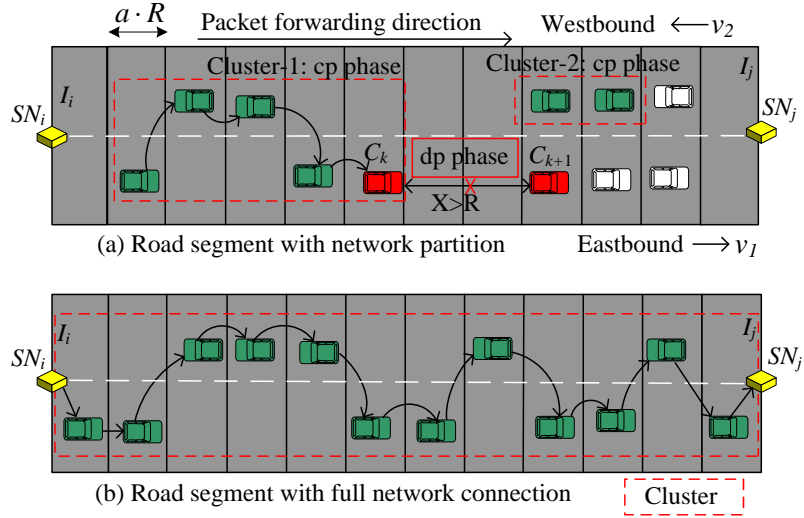 a · R
Packet forwarding direction
Westbound ← v2
Cluster-1: cp phase
Cluster-2: cp phase
Ii
Ij
SNi
SNj
Ck
dp phase
Ck+1
X>R
(a) Road segment with network partition
Eastbound → v1
Ii
Ij
SNi
SNj
(b) Road segment with full network connection
Cluster